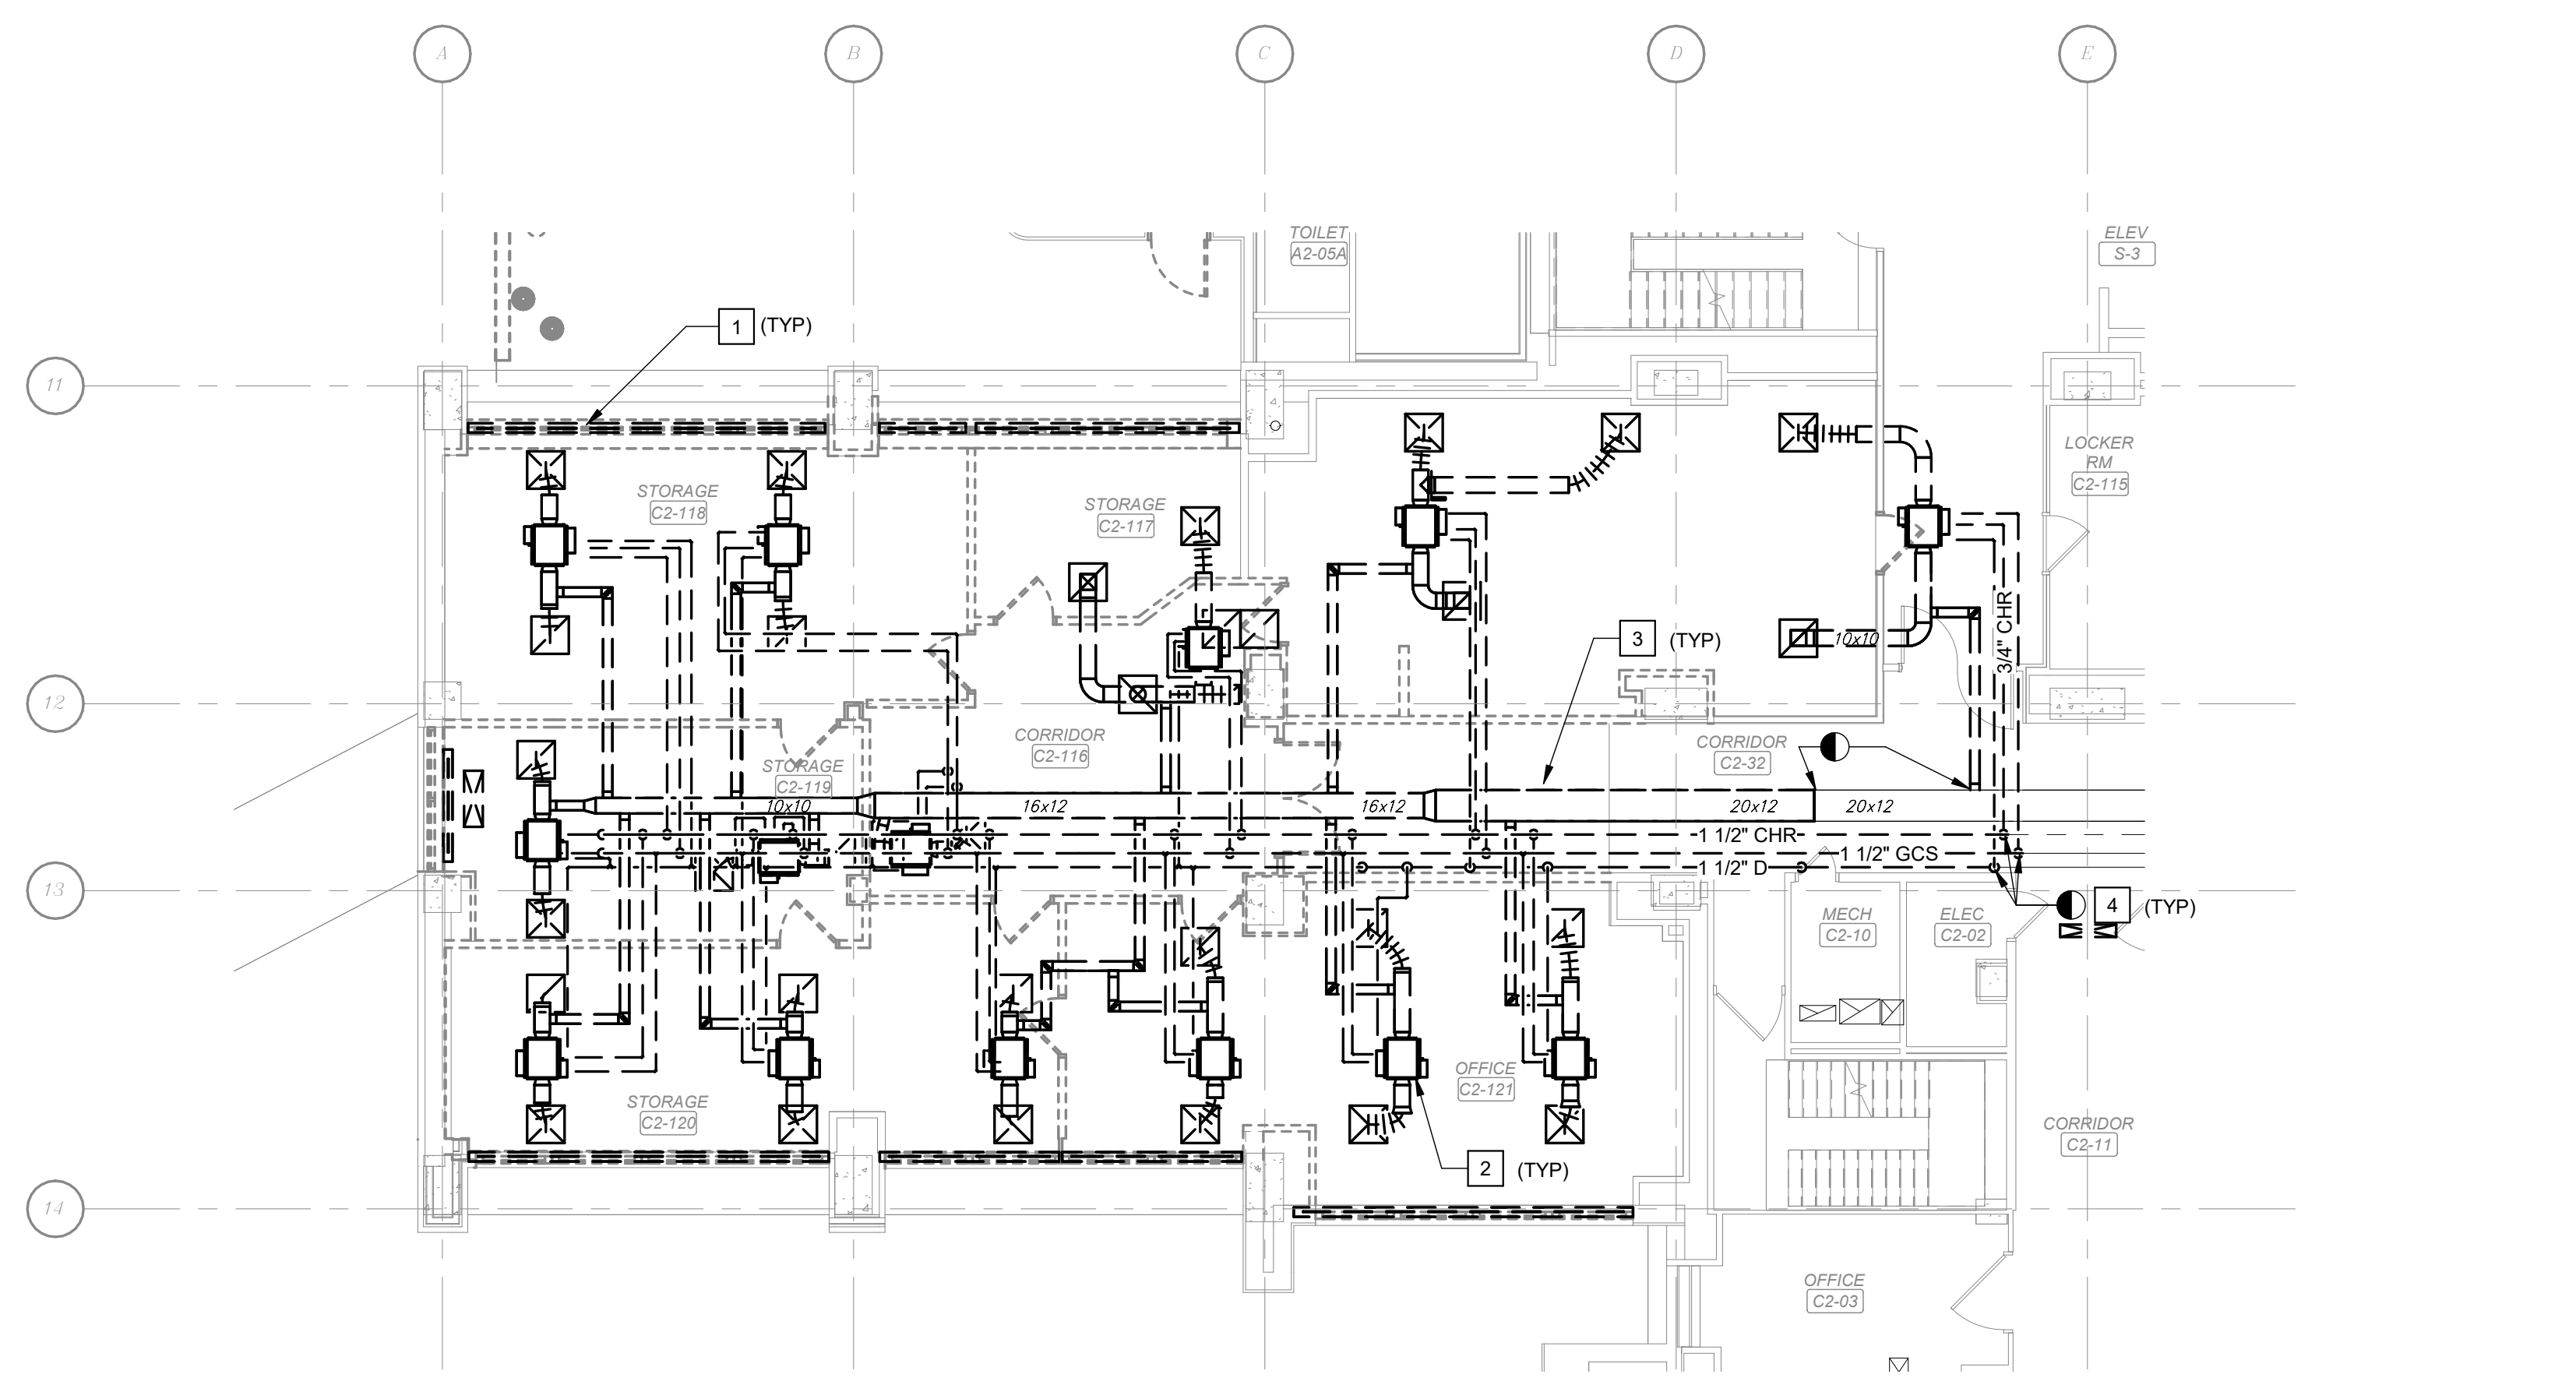 A
B
C
D
E
TOILET
A2-05A
ELEV
S-3
1 (TYP)
11
LOCKER
RM
C2-115
STORAGE
C2-118
STORAGE
C2-117
3/4" CHR
3 (TYP)
10x10
12
CORRIDOR
C2-116
CORRIDOR
C2-32
STORAGE
C2-119
10x10
16x12
16x12
20x12
20x12
1 1/2" CHR
1 1/2" GCS
1 1/2" D
13
4 (TYP)
MECH
C2-10
ELEC
C2-02
OFFICE
C2-121
STORAGE
C2-120
CORRIDOR
C2-11
2 (TYP)
14
OFFICE
C2-03